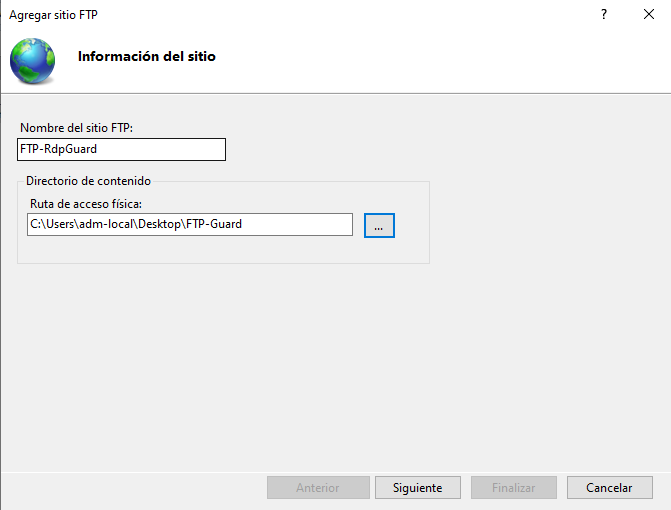 Agregar sitio FTP
?
Información del sitio
Nombre del sitio FTP:
FTP-RdpGuard
Directorio de contenido
Ruta de acceso física:
C:\Users\adm-local\Desktop\FTP-Guard
...
Anterior
Siguiente
Finalizar
Cancelar